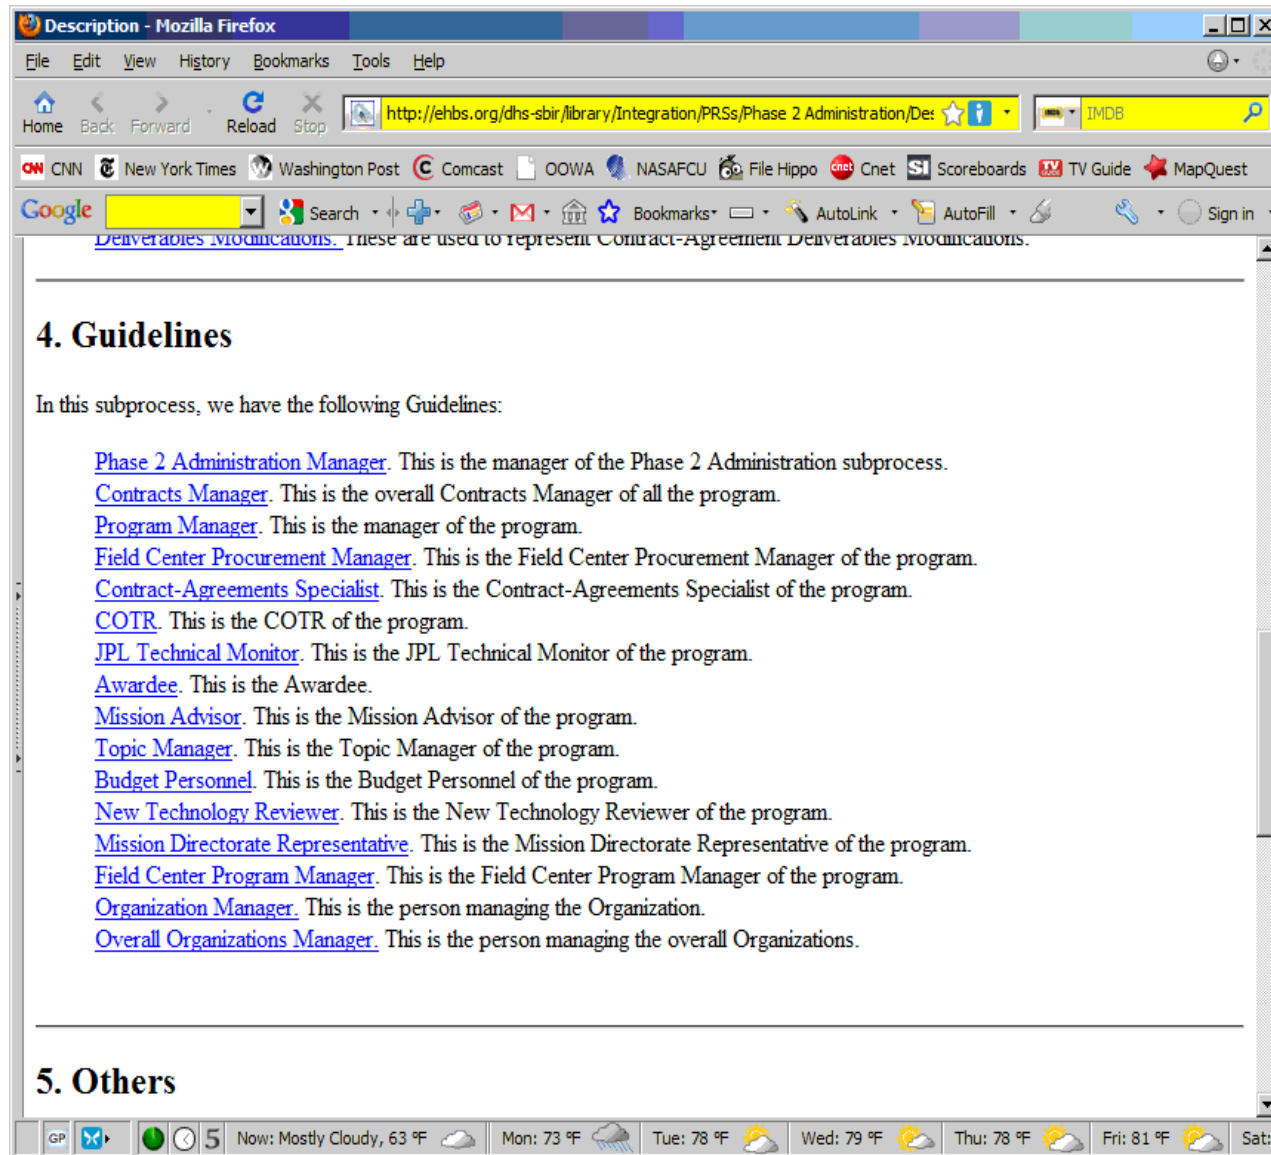 Description - Mozilla Firefox
File Edit View History Bookmarks Tools Help
Home Back Forward Reload Stop http://ehbs.org/dhs-sbir/library/Integration/PRSs/Phase 2 Administration/Des IMDB
CNN New York Times Washington Post Comcast OOWA NASAFCU File Hippo cnet Cnet SI Scoreboards TV Guide MapQuest
Google Search Bookmarks AutoLink AutoFill Sign in
Deliverables Modifications. These are used to represent Contract-Agreement Deliverables Modifications.
4. Guidelines
In this subprocess, we have the following Guidelines:
Phase 2 Administration Manager. This is the manager of the Phase 2 Administration subprocess.
Contracts Manager. This is the overall Contracts Manager of all the program.
Program Manager. This is the manager of the program.
Field Center Procurement Manager. This is the Field Center Procurement Manager of the program.
Contract-Agreements Specialist. This is the Contract-Agreements Specialist of the program.
COTR. This is the COTR of the program.
JPL Technical Monitor. This is the JPL Technical Monitor of the program.
Awardee. This is the Awardee.
Mission Advisor. This is the Mission Advisor of the program.
Topic Manager. This is the Topic Manager of the program.
Budget Personnel. This is the Budget Personnel of the program.
New Technology Reviewer. This is the New Technology Reviewer of the program.
Mission Directorate Representative. This is the Mission Directorate Representative of the program.
Field Center Program Manager. This is the Field Center Program Manager of the program.
Organization Manager. This is the person managing the Organization.
Overall Organizations Manager. This is the person managing the overall Organizations.
5. Others
GP 5 Now: Mostly Cloudy, 63 ºF Mon: 73 ºF Tue: 78 ºF Wed: 79 ºF Thu: 78 ºF Fri: 81 ºF Sat: